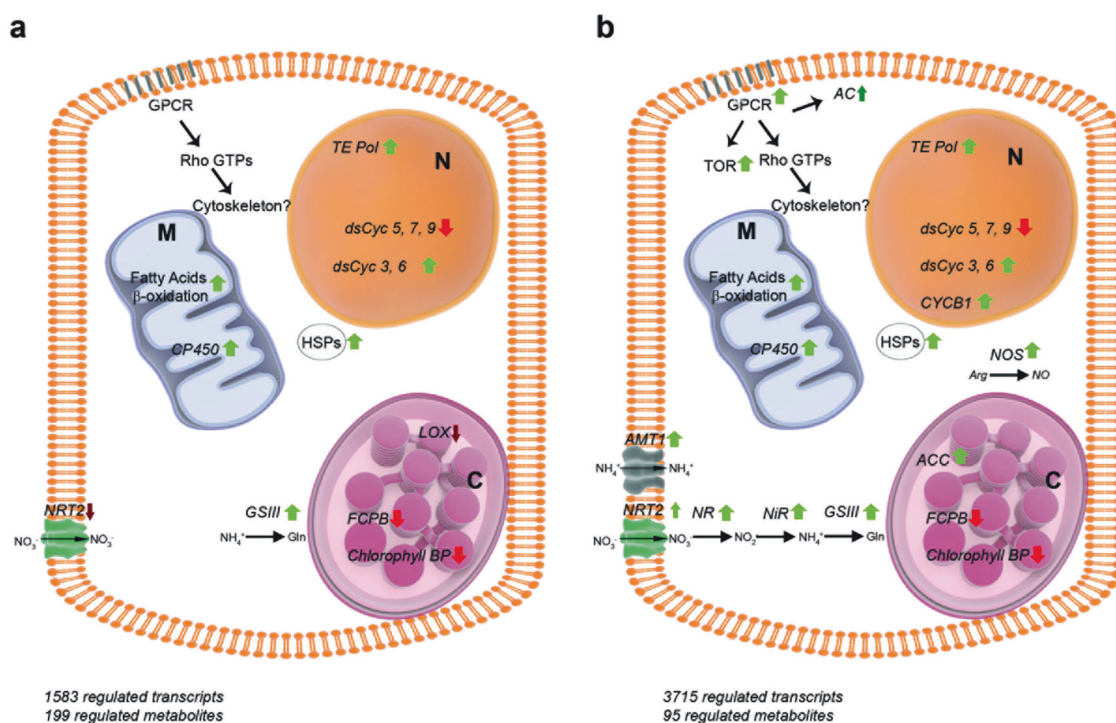 a
GPCR
Rho GTPs
Cytoskeleton?
TE Pol
N
dsCyc 5, 7, 9
dsCyc 3, 6
M
Fatty Acids
β-oxidation
CP450
HSPs
LOX
C
NRT2
NO₃⁻
NO₃⁻
GSIII
NH₄⁺
Gln
FCPB
Chlorophyll BP
1583 regulated transcripts
199 regulated metabolites
b
GPCR
AC
TOR
Rho GTPs
Cytoskeleton?
TE Pol
N
dsCyc 5, 7, 9
dsCyc 3, 6
CYCB1
M
Fatty Acids
β-oxidation
CP450
HSPs
NOS
Arg
NO
AMT1
NH₄⁺
NH₄⁺
ACC
C
NRT2
NR
NiR
GSIII
NO₃⁻
NO₃
NO₂
NH₄⁺
Gln
FCPB
Chlorophyll BP
3715 regulated transcripts
95 regulated metabolites